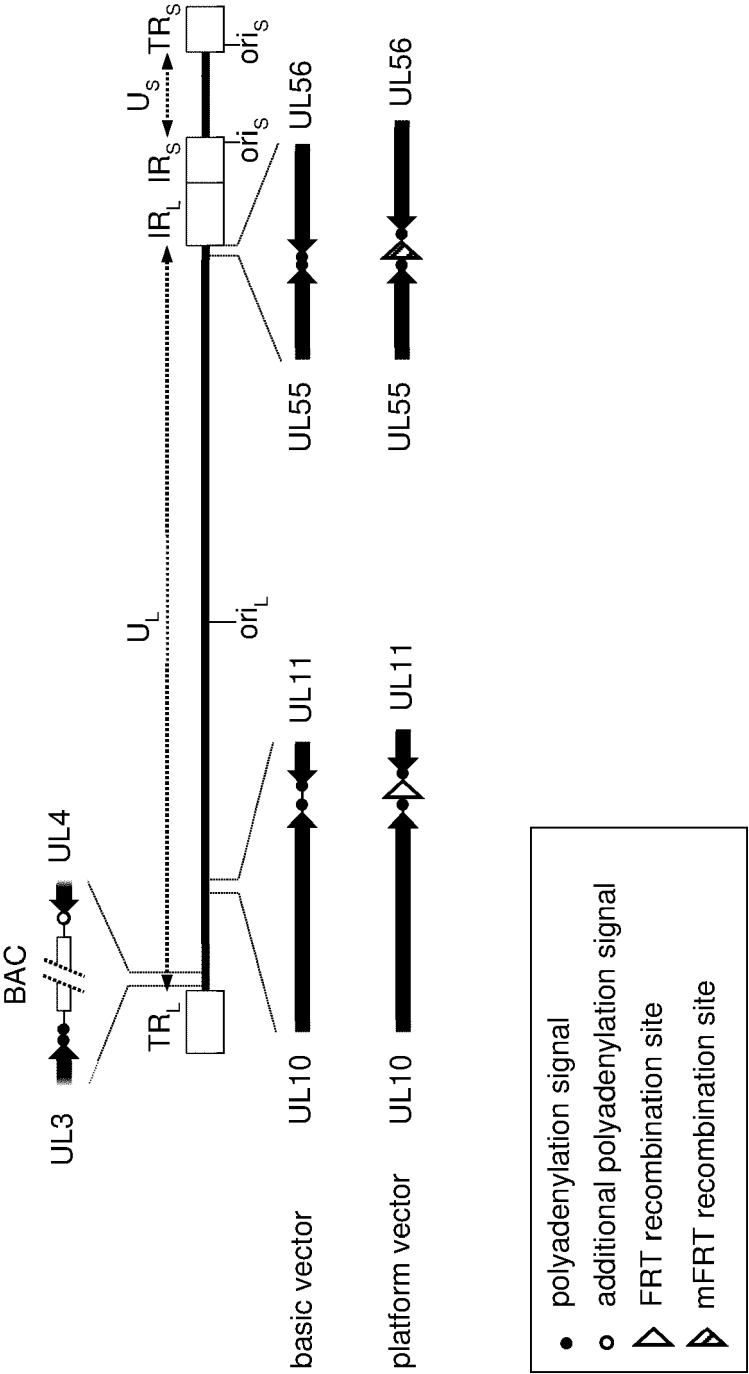 BAC
UL3
UL4
U_L
U_S
TR_L
IR_L
IR_S
TR_S
ori_L
ori_S
ori_S
basic vector
UL10
UL11
UL55
UL56
platform vector
UL10
UL11
UL55
UL56
polyadenylation signal
additional polyadenylation signal
FRT recombination site
mFRT recombination site